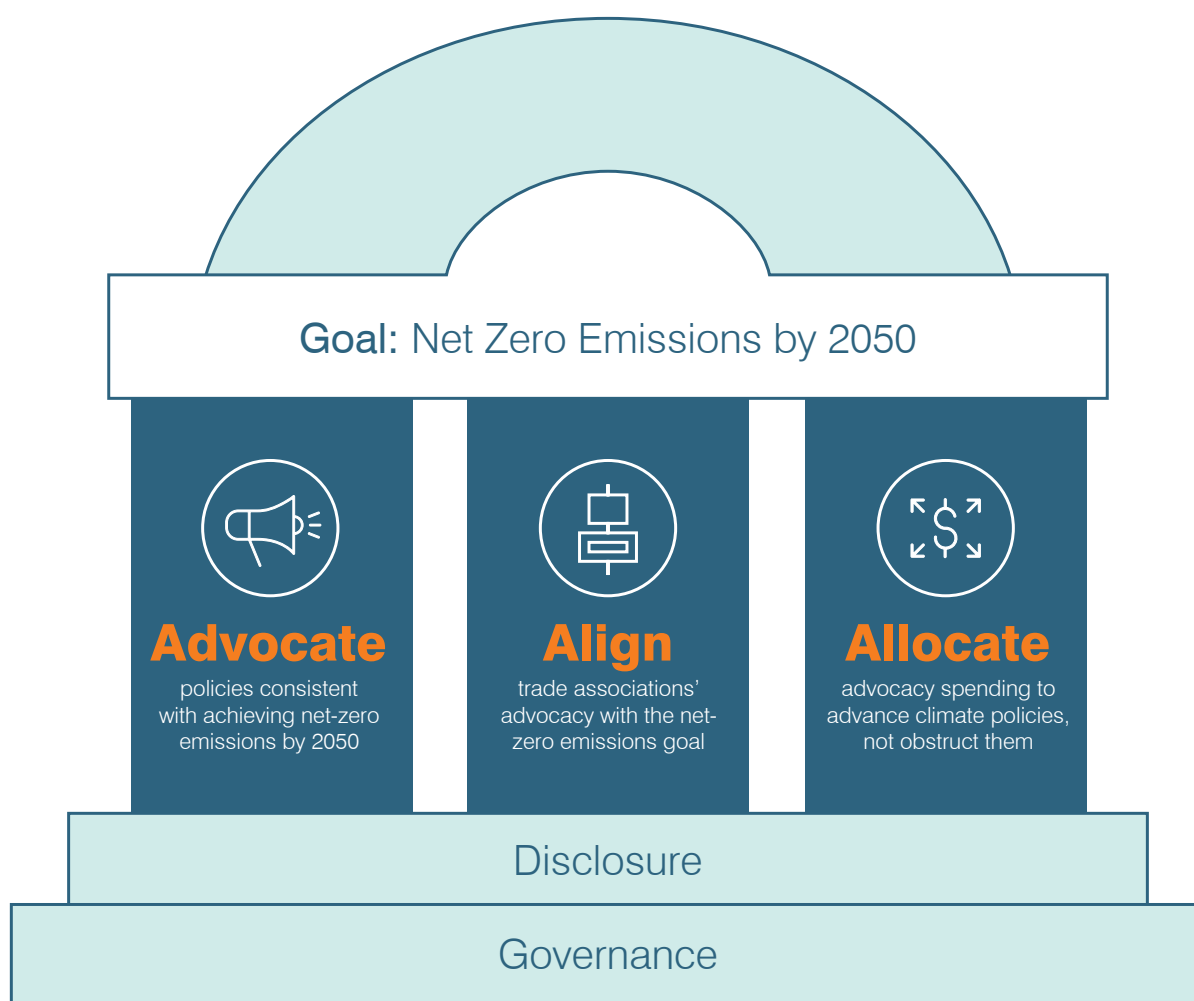 Goal: Net Zero Emissions by 2050
Advocate
policies consistent
with achieving net-zero
emissions by 2050
Align
trade associations’
advocacy with the net-
zero emissions goal
Allocate
advocacy spending to
advance climate policies,
not obstruct them
Disclosure
Governance